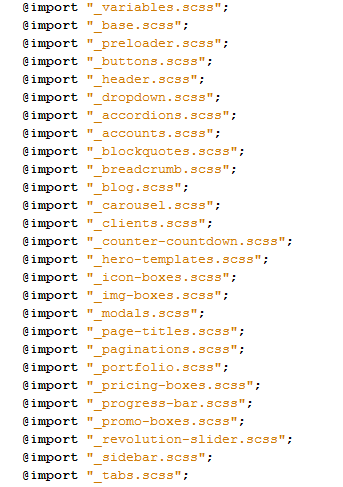 @import "_variables.scss";
@import "_base.scss";
@import "_preloader.scss";
@import "_buttons.scss";
@import "_header.scss";
@import "_dropdown.scss";
@import "_accordions.scss";
@import "_accounts.scss";
@import "_blockquotes.scss";
@import "_breadcrumb.scss";
@import "_blog.scss";
@import "_carousel.scss";
@import "_clients.scss";
@import "_counter-countdown.scss";
@import "_hero-templates.scss";
@import "_icon-boxes.scss";
@import "_img-boxes.scss";
@import "_modals.scss";
@import "_page-titles.scss";
@import "_paginations.scss";
@import "_portfolio.scss";
@import "_pricing-boxes.scss";
@import "_progress-bar.scss";
@import "_promo-boxes.scss";
@import "_revolution-slider.scss";
@import "_sidebar.scss";
@import "_tabs.scss";